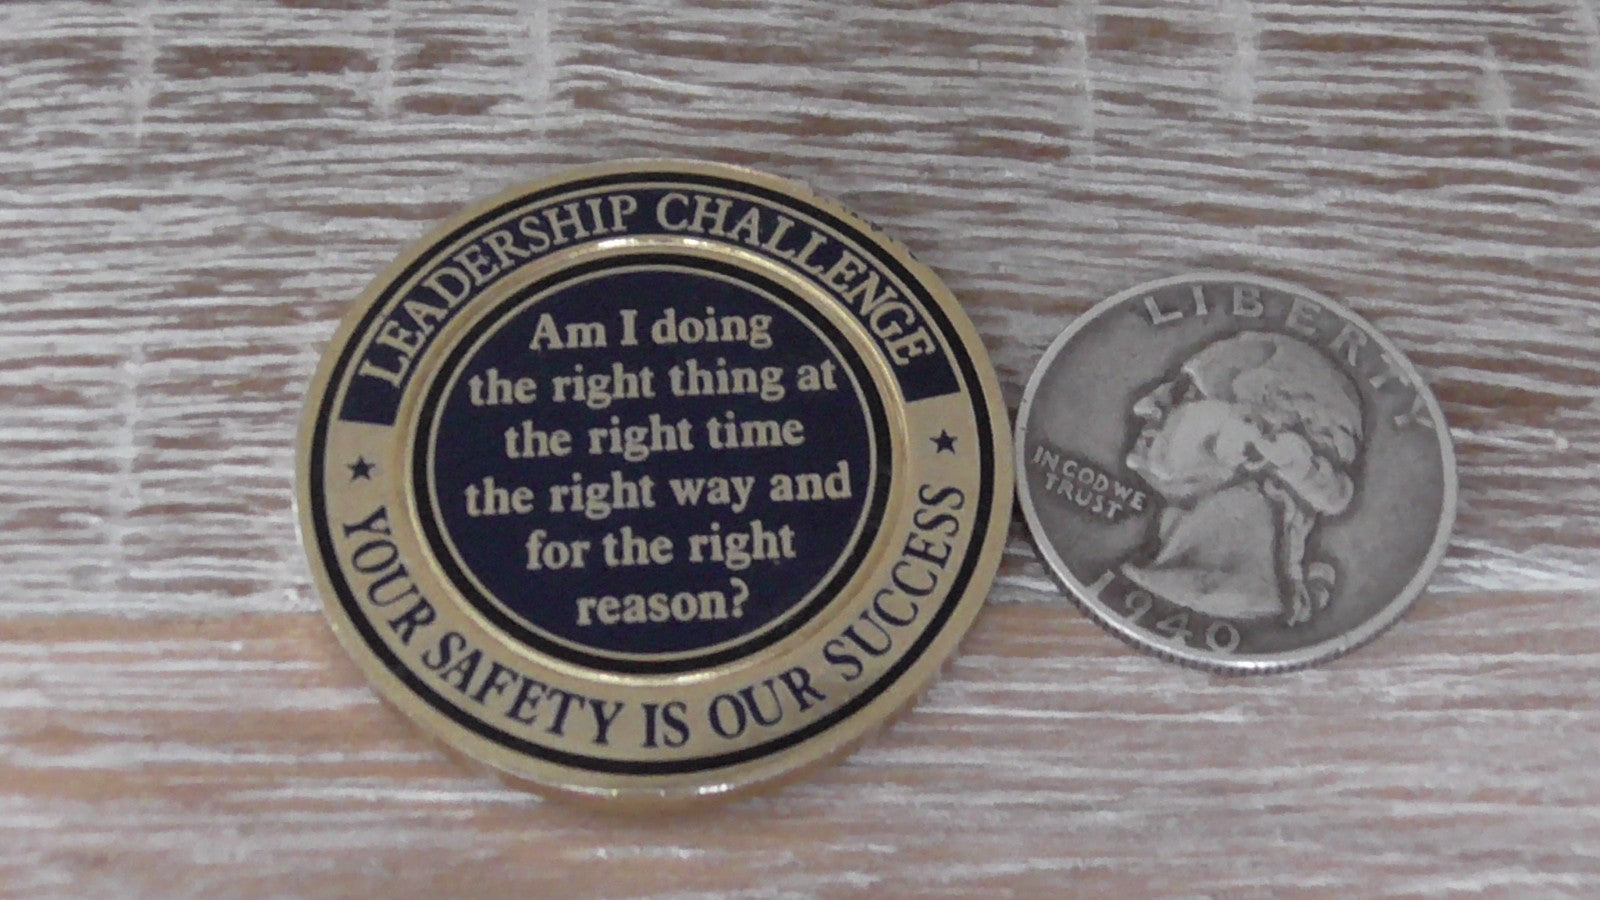 LEADERSHIP CHALLENGE
Am I doing
the right thing at
the right time
the right way and
for the right
reason?
YOUR SAFETY IS OUR SUCCESS
LIBERTY
IN GOD WE
TRUST
1940